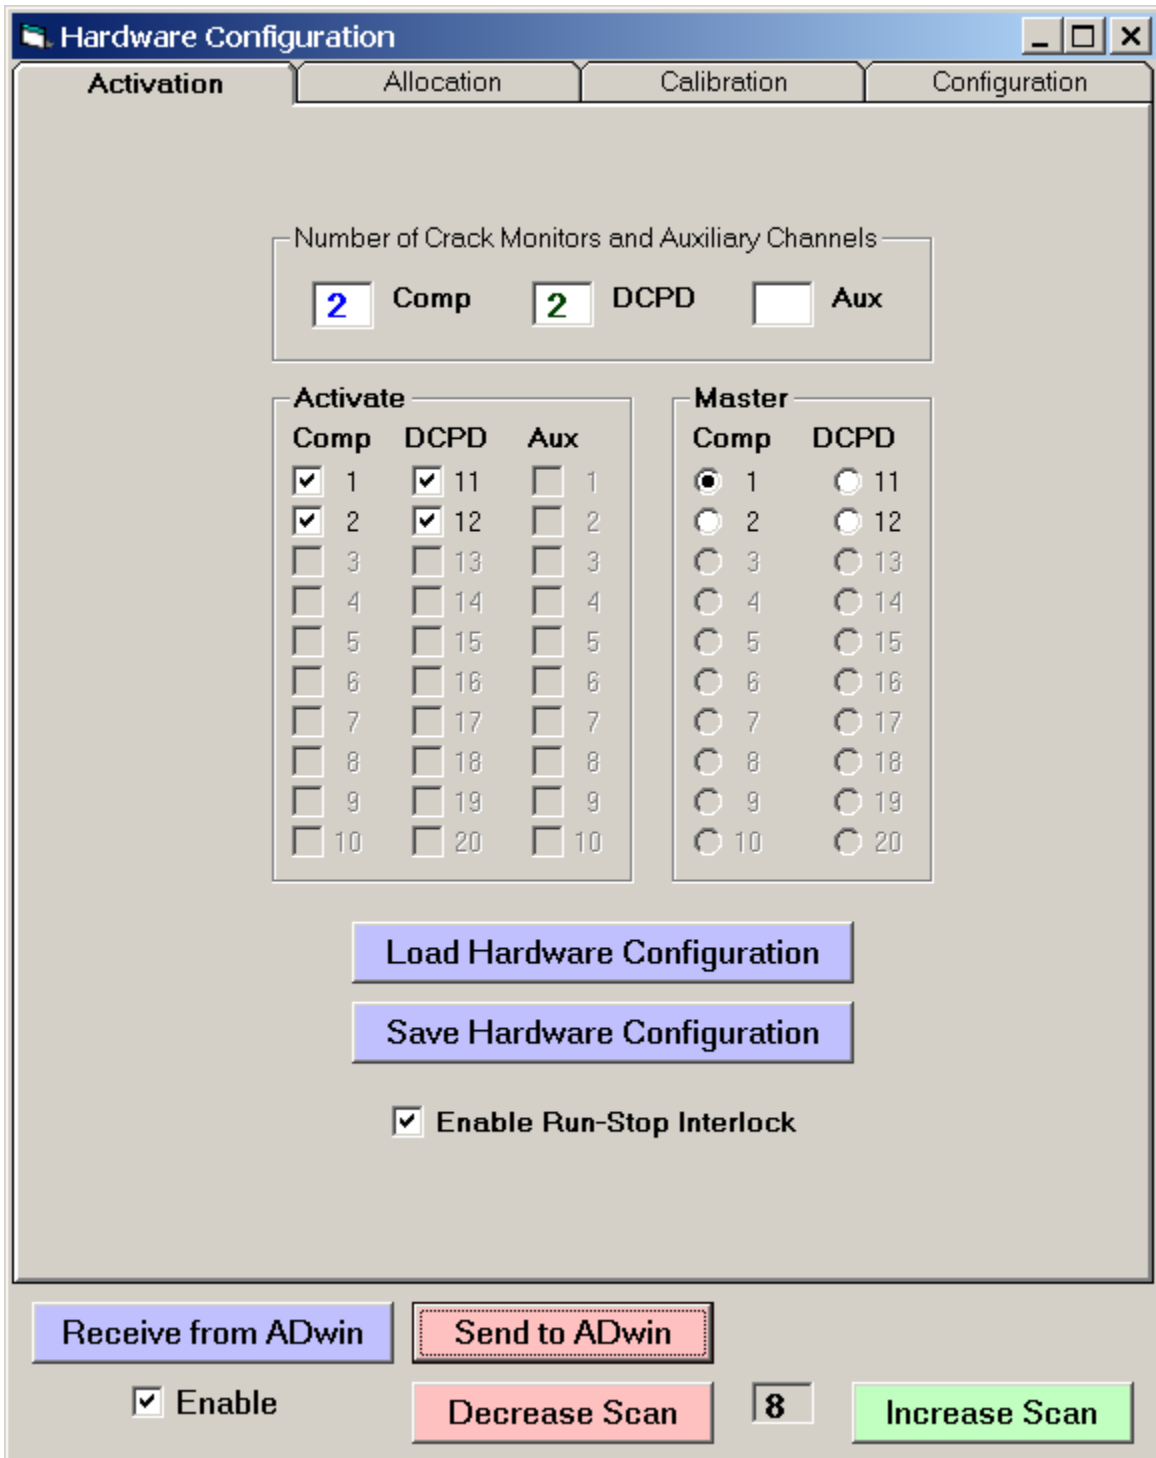 Hardware Configuration
Activation Allocation Calibration Configuration
Number of Crack Monitors and Auxiliary Channels
2 Comp 2 DCPD Aux
Activate Master
Comp DCPD Aux Comp DCPD
1 11 1 1 11
2 12 2 2 12
3 13 3 3 13
4 14 4 4 14
5 15 5 5 15
6 16 6 6 16
7 17 7 7 17
8 18 8 8 18
9 19 9 9 19
10 20 10 10 20
Load Hardware Configuration
Save Hardware Configuration
Enable Run-Stop Interlock
Receive from ADwin Send to ADwin
Enable Decrease Scan 8 Increase Scan